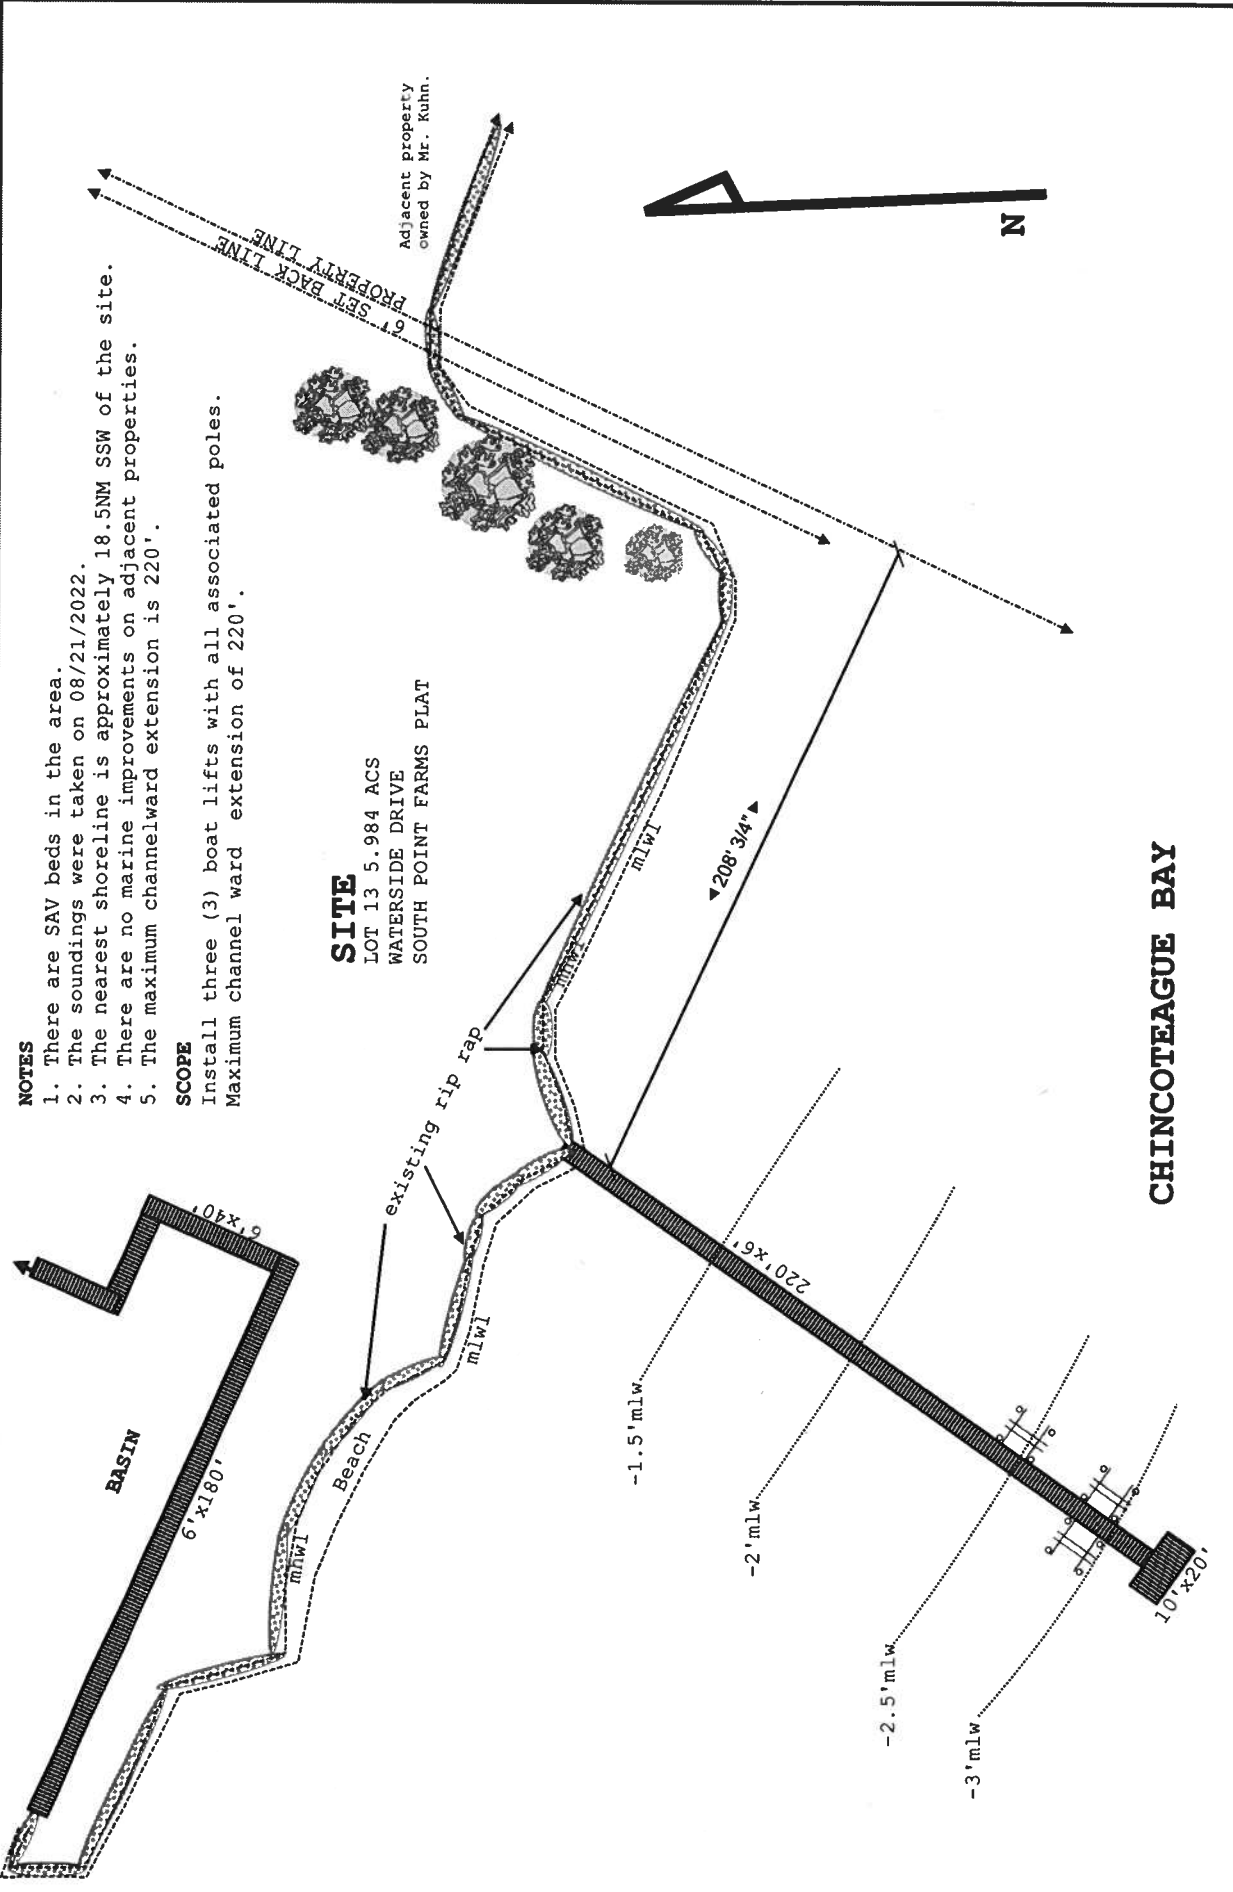 NOTES
1. There are SAV beds in the area.
2. The soundings were taken on 08/21/2022.
3. The nearest shoreline is approximately 18.5NM SSW of the site.
4. There are no marine improvements on adjacent properties.
5. The maximum channelward extension is 220'.
SCOPE
Install three (3) boat lifts with all associated poles.
Maximum channel ward extension of 220'.
BASIN
6'x40'
6'x180'
SITE
LOT 13 5.984 ACS
WATERSIDE DRIVE
SOUTH POINT FARMS PLAT
6' SET BACK LINE
PROPERTY LINE
Adjacent property
owned by Mr. Kuhn.
existing rip rap
mhwl
Beach
mlwl
mhwl
mlwl
208' 3/4"
N
220'x6'
-1.5'mlw
-2'mlw
-2.5'mlw
-3'mlw
10'x20'
CHINCOTEAGUE BAY